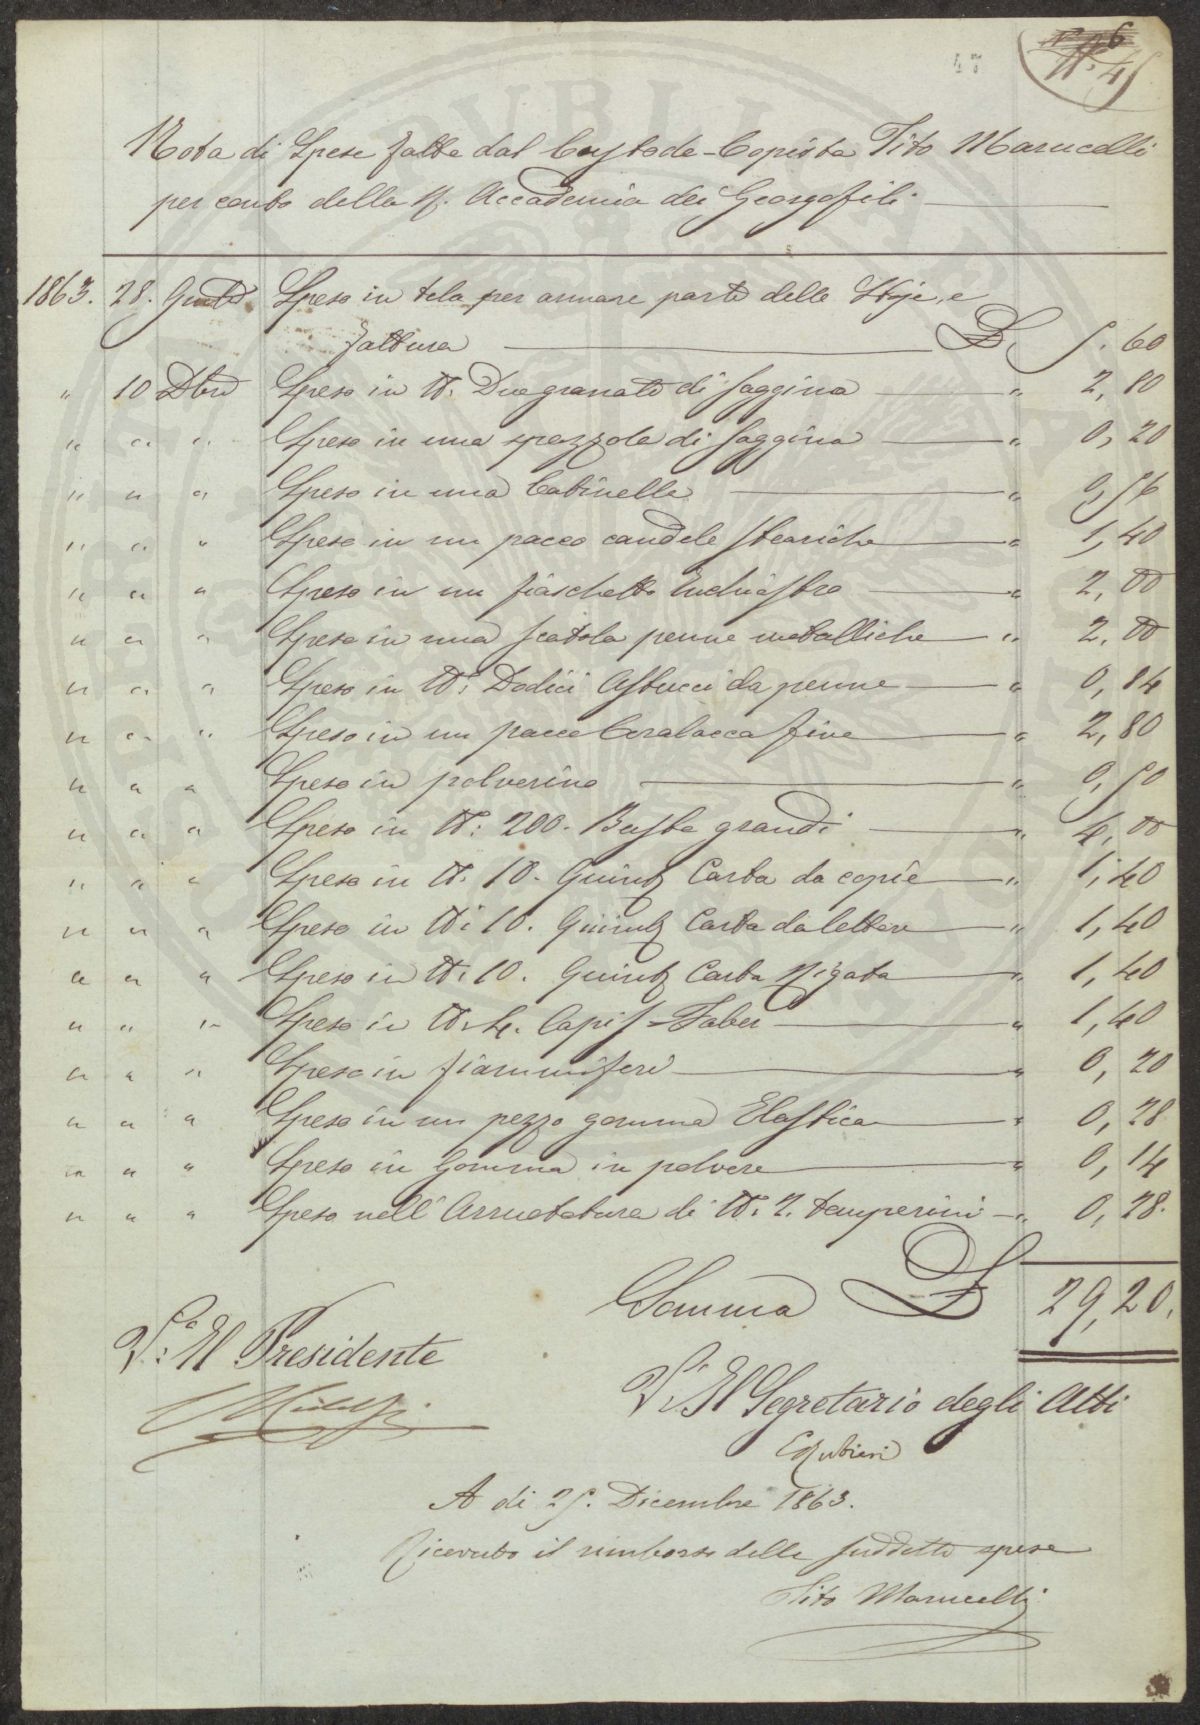 N° 45
Nota di Spese fatte dal Custode-Copista Tito Marucelli
per conto della R. Accademia dei Georgofili.
1863. 28. Speso in tela per armare parte delle Stoje, e
fattura £. 5. 60
" 10 Dbre Speso in N. Due granate di saggina " 2, 80
" " " Speso in una spazzola di saggina " 0, 20
" " " Speso in una Catinella " 0, 56
" " " Speso in un pacco candele steariche " 1, 40
" " " Speso in un fiaschetto inchiostro " 2, 00
" " " Speso in una scatola penne metalliche " 2, 00
" " " Speso in N: Dodici Astucci da penne " 0, 84
" " " Speso in un pacco Ceralacca fine " 2, 80
" " " Speso in polverino " 0, 50
" " " Speso in N: 200. Buste grandi " 4, 00
" " " Speso in N. 10. Quint. Carta da copie " 1, 40
" " " Speso in N: 10. Quint. Carta da lettere " 1, 40
" " " Speso in N. 10. Quint. Carta Rigata " 1, 40
" " " Speso in N. 4. Lapis-Faber " 1, 40
" " " Speso in fiammiferi " 0, 20
" " " Speso in un pezzo gomma Elastica " 0, 28
" " " Speso in Gomma in polvere " 0, 14
" " " Speso nell'Arruotatura di N. 2. temperini " 0, 28.
Somma £ 29, 20.
V.° Il Presidente
V. Il Segretario degli Atti
E Rubieri
A di 25. Dicembre 1863.
Ricevuto il rimborso delle suddette spese
Tito Marucelli